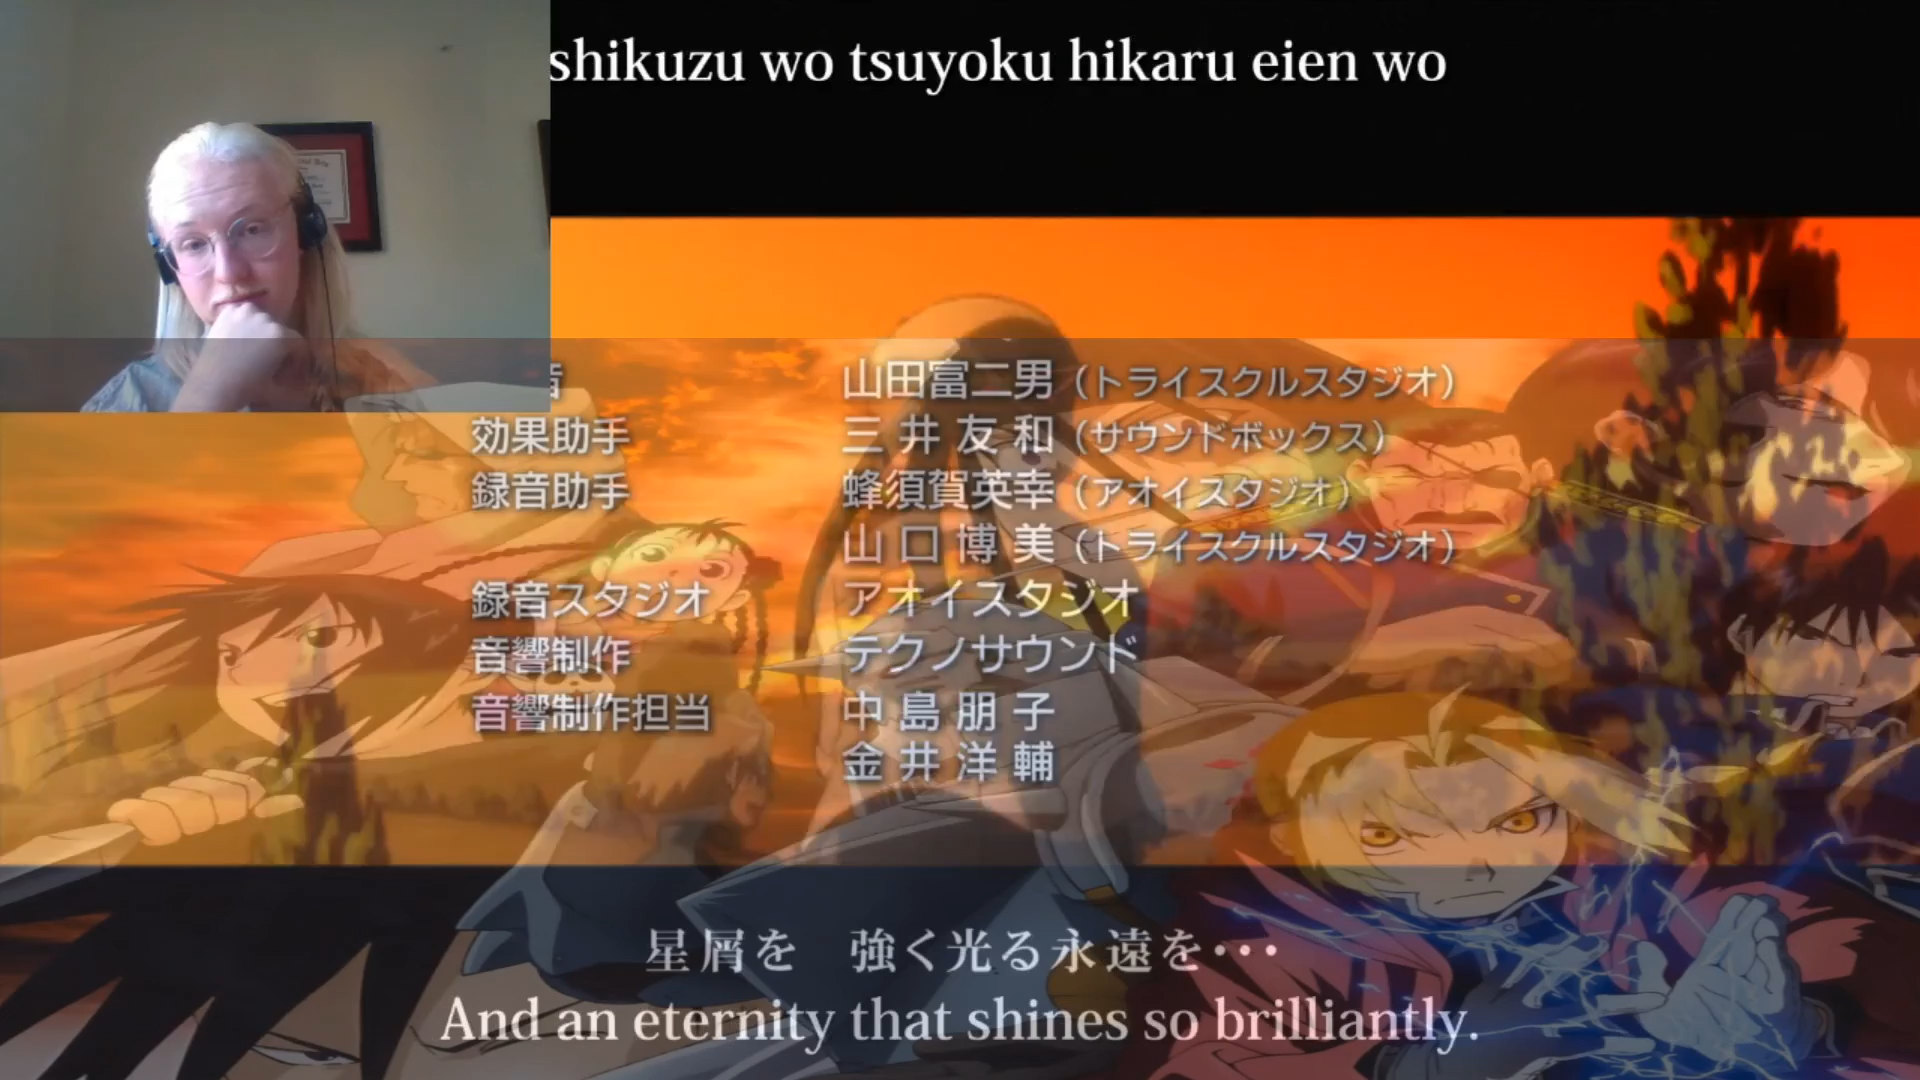 shikuzu wo tsuyoku hikaru eien wo
音 山田富二男（トライスクルスタジオ）
効果助手 三井友和（サウンドボックス）
録音助手 蜂須賀英幸（アオイスタジオ）
山口博美（トライスクルスタジオ）
録音スタジオ アオイスタジオ
音響制作 テクノサウンド
音響制作担当 中島朋子
金井洋輔
星屑を 強く光る永遠を･･･
And an eternity that shines so brilliantly.